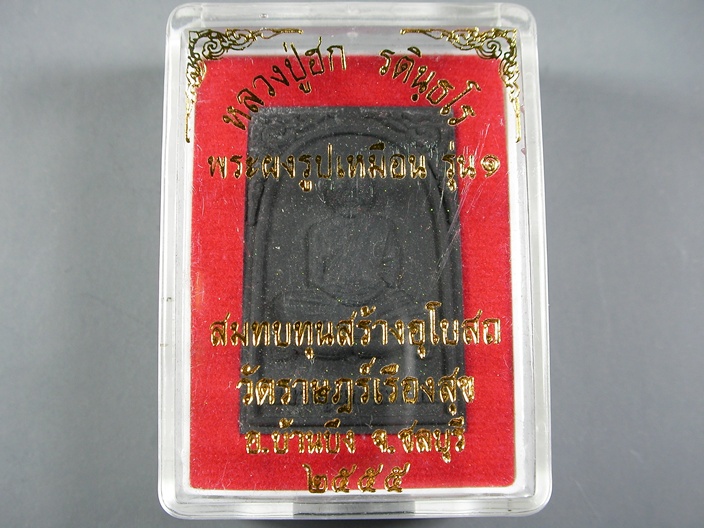 หลวงปู่ฮก รตินฺธโร
พระผงรูปเหมือน รุ่น๑
สมทบทุนสร้างอุโบสถ
วัดราษฎร์เรืองสุข
อ.บ้านบึง จ.ชลบุรี
๒๕๕๕